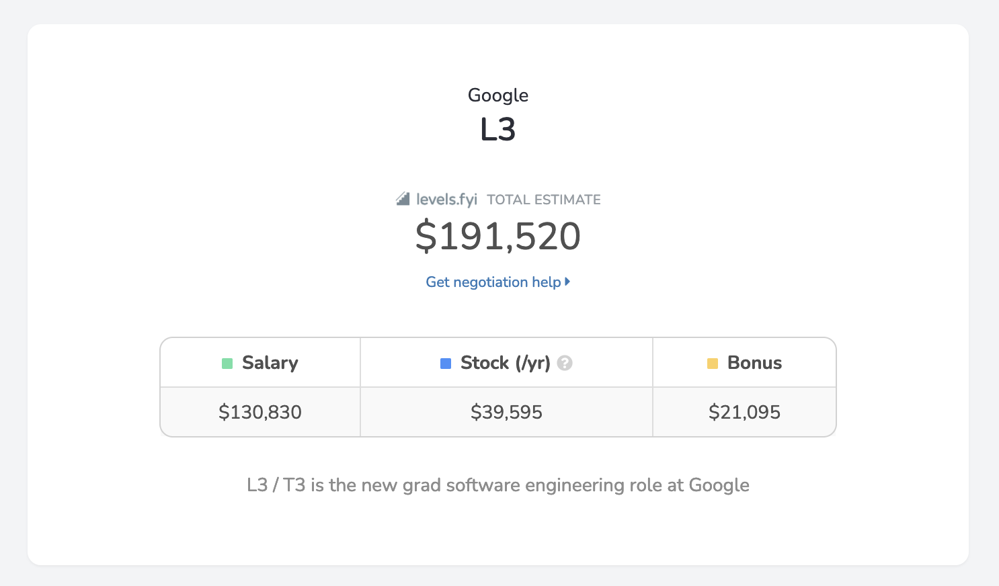 Google
L3
levels.fyi TOTAL ESTIMATE
$191,520
Get negotiation help
Salary Stock (/yr) ? Bonus
$130,830 $39,595 $21,095
L3 / T3 is the new grad software engineering role at Google